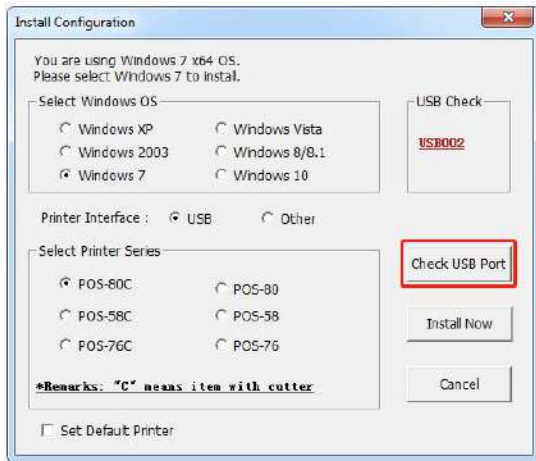 Install Configuration
You are using Windows 7 x64 OS.
Please select Windows 7 to install.
Select Windows OS
Windows XP
Windows Vista
Windows 2003
Windows 8/8.1
Windows 7
Windows 10
USB Check
USB002
Printer Interface :
USB
Other
Select Printer Series
POS-80C
POS-80
POS-58C
POS-58
POS-76C
POS-76
*Remarks: "C" means item with cutter
Check USB Port
Install Now
Cancel
Set Default Printer